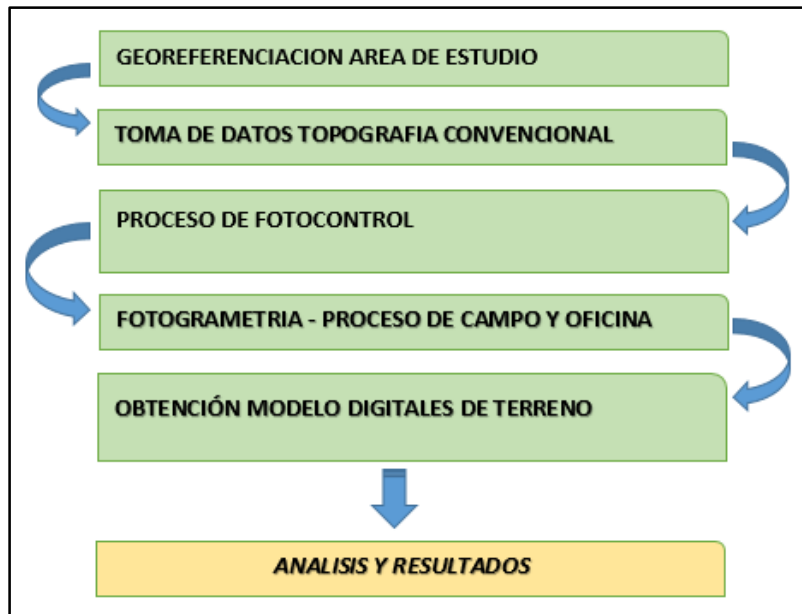 GEOREFERENCIACION AREA DE ESTUDIO
TOMA DE DATOS TOPOGRAFIA CONVENCIONAL
PROCESO DE FOTOCONTROL
FOTOGRAMETRIA - PROCESO DE CAMPO Y OFICINA
OBTENCIÓN MODELO DIGITALES DE TERRENO
ANALISIS Y RESULTADOS